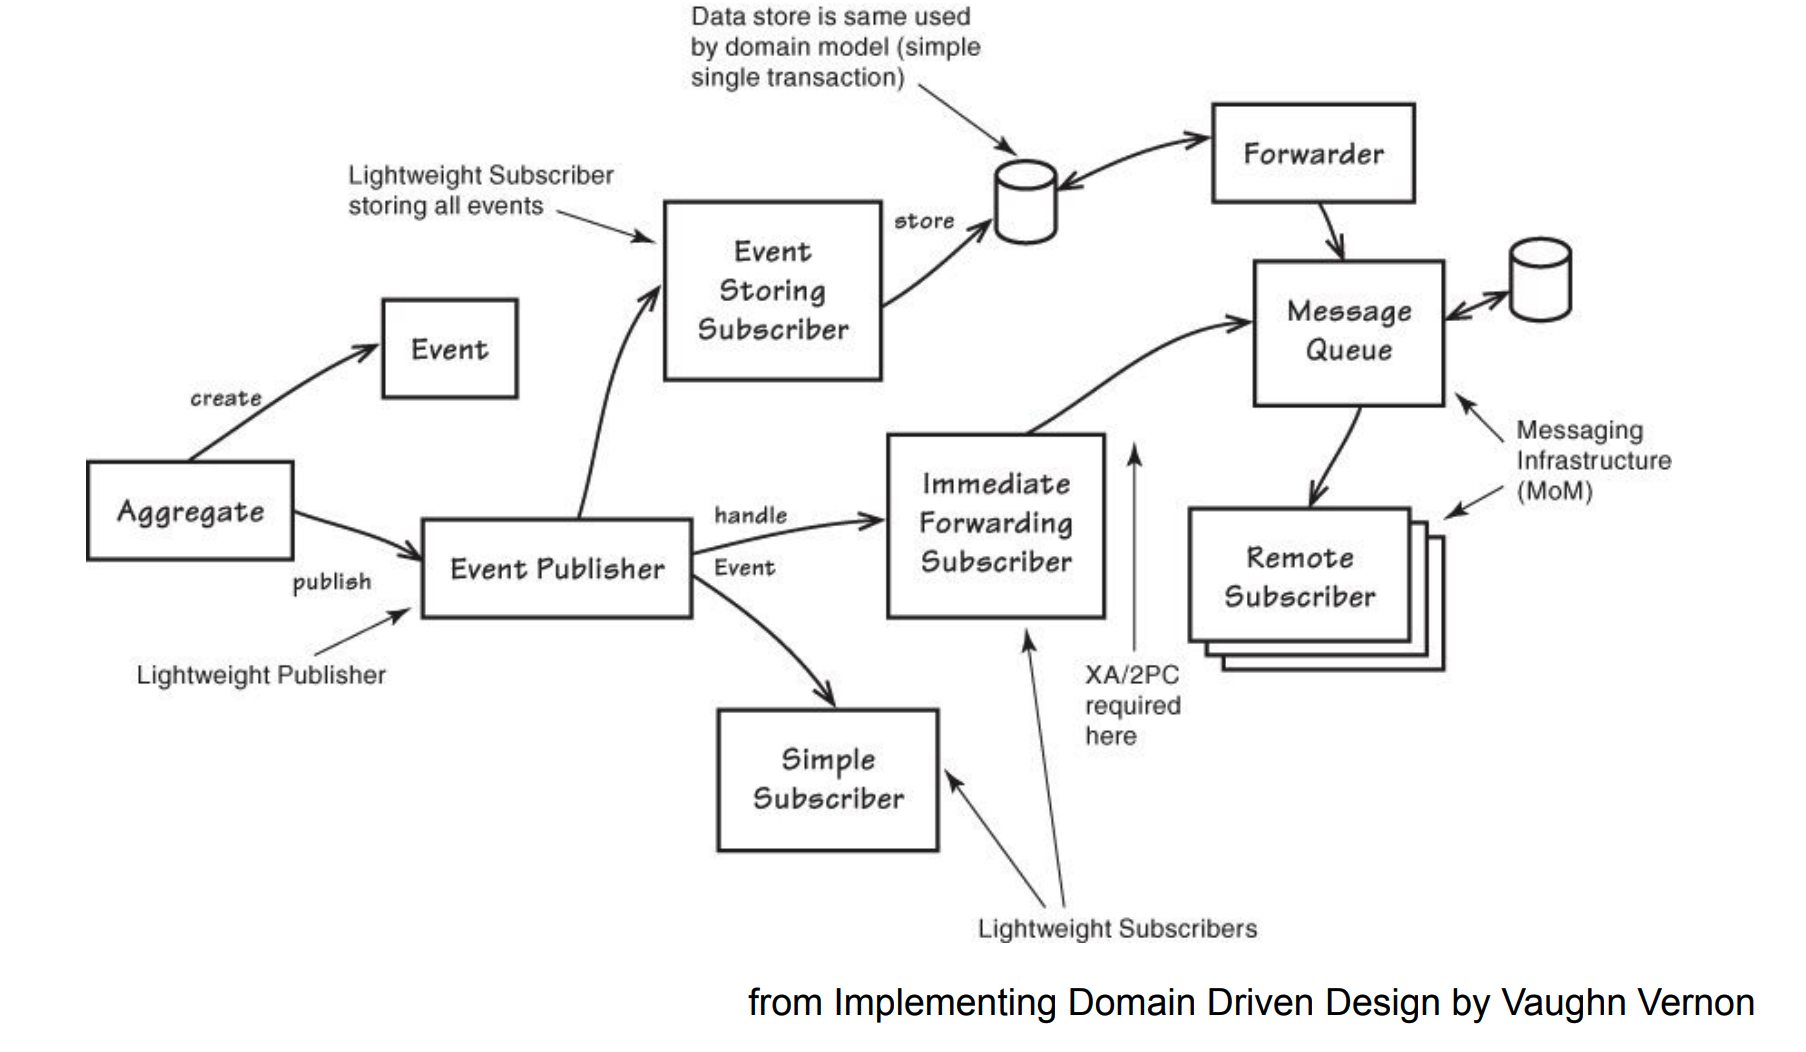 Data store is same used
by domain model (simple
single transaction)
Forwarder
Lightweight Subscriber
storing all events
store
Event
Storing
Subscriber
Message
Queue
Event
create
Messaging
Infrastructure
(MoM)
Aggregate
Immediate
Forwarding
Subscriber
handle
Event
Event Publisher
publish
Remote
Subscriber
Lightweight Publisher
XA/2PC
required
here
Simple
Subscriber
Lightweight Subscribers
from Implementing Domain Driven Design by Vaughn Vernon